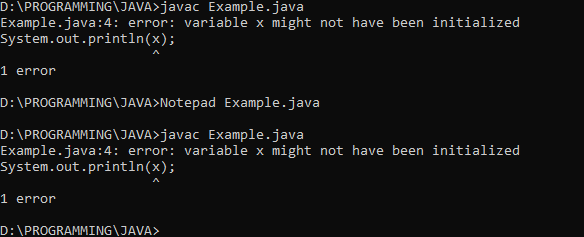 D:\PROGRAMMING\JAVA>javac Example.java
Example.java:4: error: variable x might not have been initialized
System.out.println(x);
                   ^
1 error
D:\PROGRAMMING\JAVA>Notepad Example.java
D:\PROGRAMMING\JAVA>javac Example.java
Example.java:4: error: variable x might not have been initialized
System.out.println(x);
                   ^
1 error
D:\PROGRAMMING\JAVA>